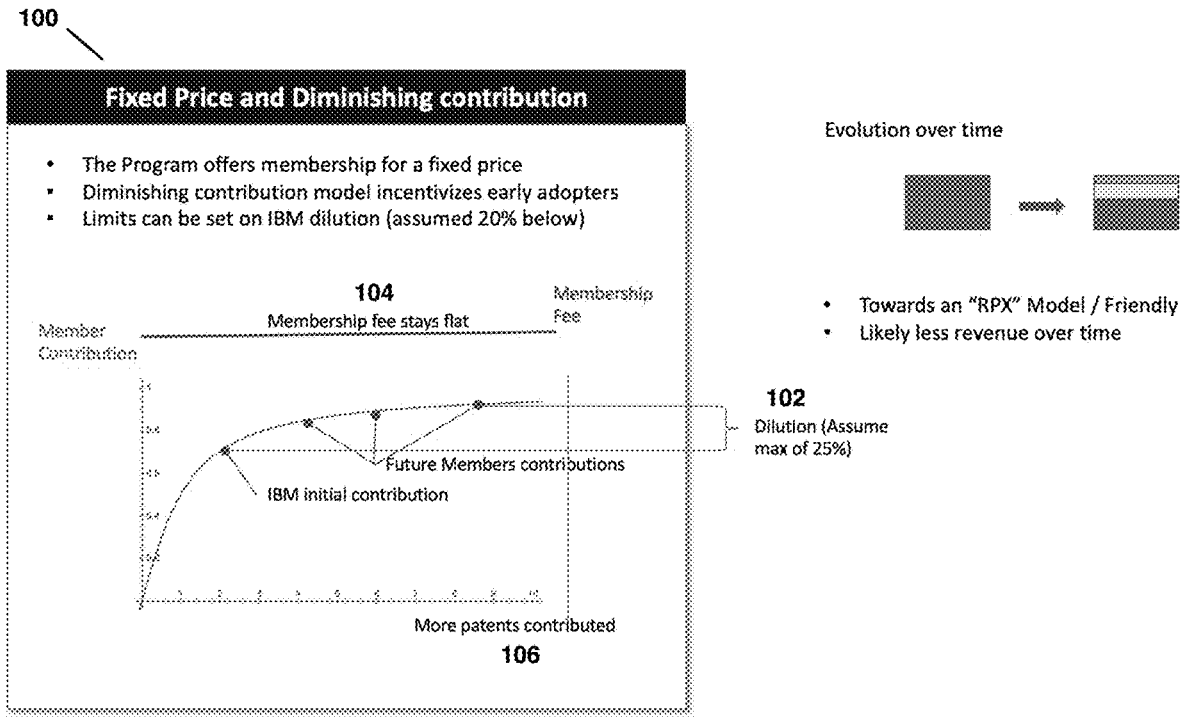 100
Fixed Price and Diminishing contribution
• The Program offers membership for a fixed price
• Diminishing contribution model incentivizes early adopters
• Limits can be set on IBM dilution (assumed 20% below)
Evolution over time
• Towards an “RPX” Model / Friendly
• Likely less revenue over time
104
Membership fee stays flat
Membership
Fee
Member
Contribution
102
Dilution (Assume
max of 25%)
Future Members contributions
IBM initial contribution
More patents contributed
106